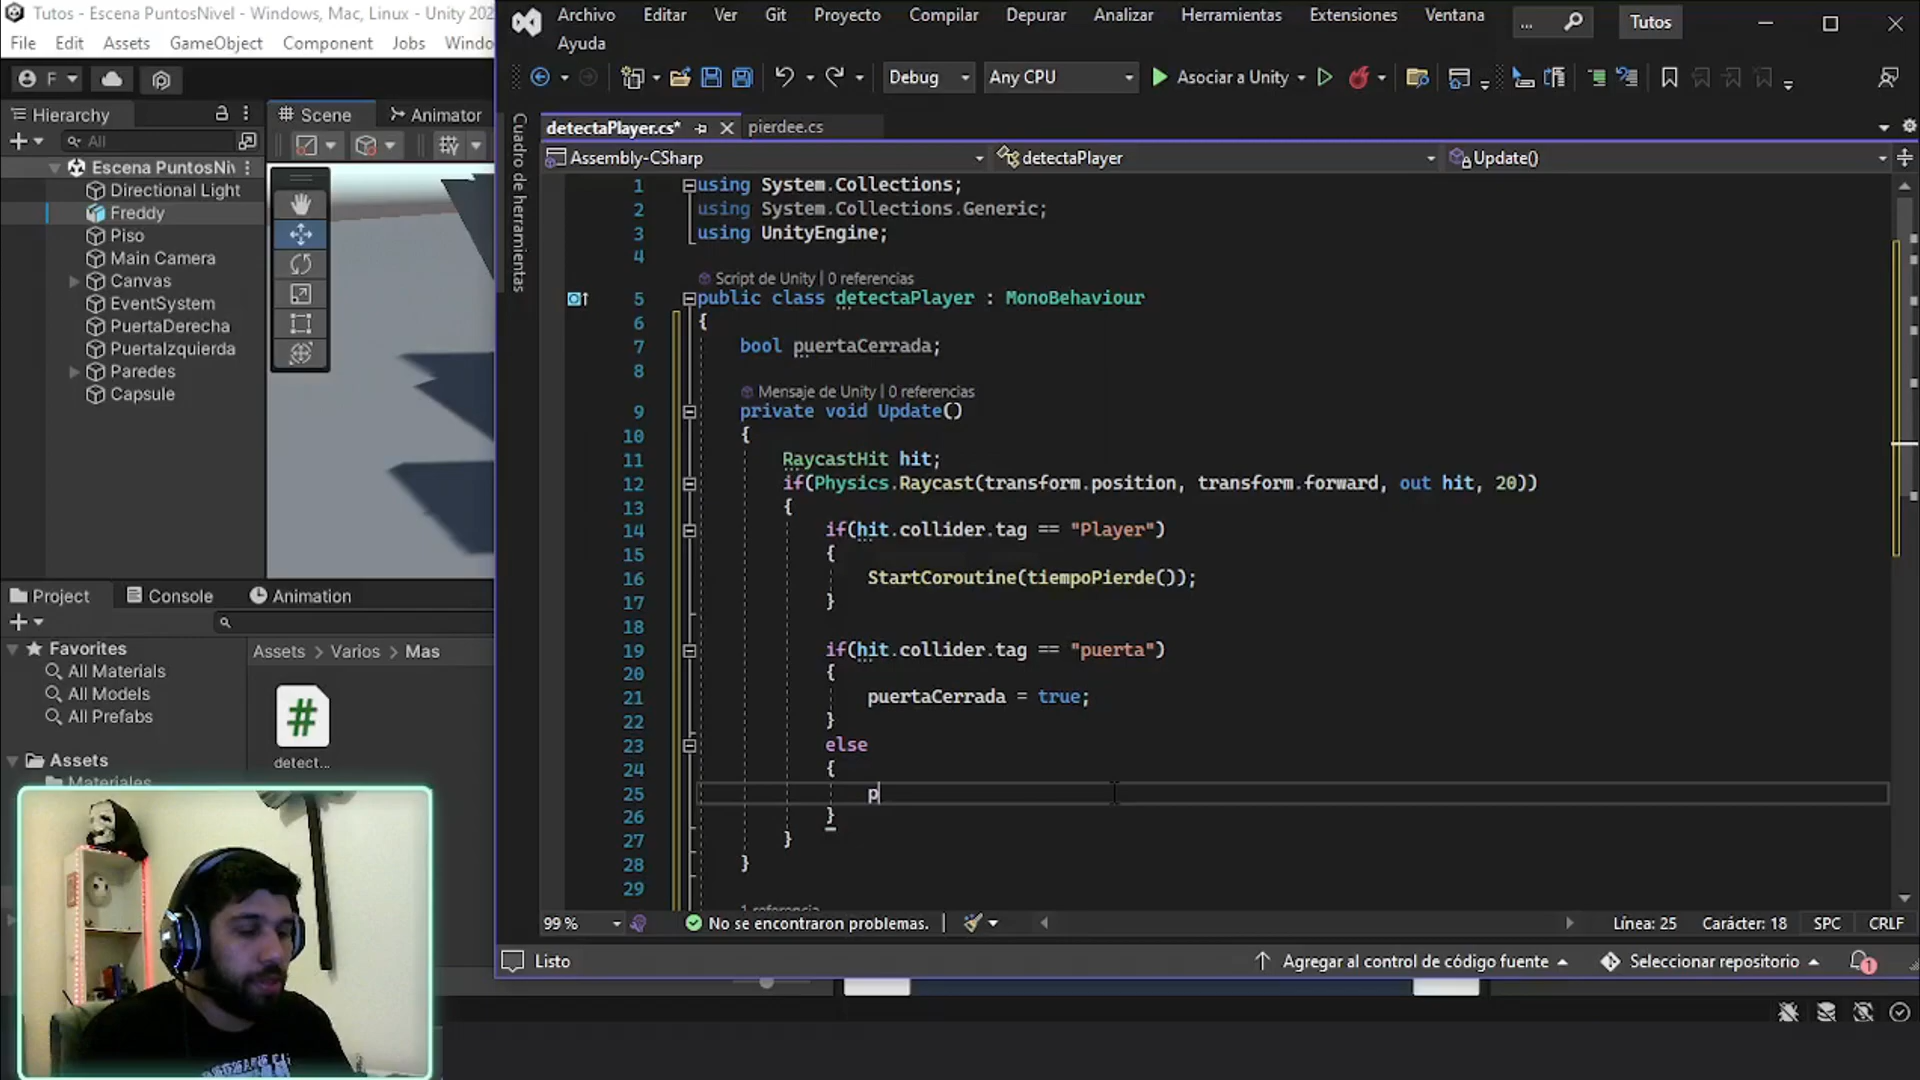 Tutos - Escena PuntosNivel - Windows, Mac, Linux - Unity 202
File Edit Assets GameObject Component Jobs Windo
F
Hierarchy
All
Escena PuntosNiv
Directional Light
Freddy
Piso
Main Camera
Canvas
EventSystem
PuertaDerecha
PuertaIzquierda
Paredes
Capsule
Scene
Animator
Project Console Animation
Favorites
All Materials
All Models
All Prefabs
Assets
Materiales
Assets > Varios > Mas
detect...
Archivo Editar Ver Git Proyecto Compilar Depurar Analizar Herramientas Extensiones Ventana
Ayuda
...
Tutos
Debug Any CPU Asociar a Unity
Cuadro de herramientas
detectaPlayer.cs* pierdee.cs
Assembly-CSharp detectaPlayer Update()
1 using System.Collections;
2 using System.Collections.Generic;
3 using UnityEngine;
4
Script de Unity | 0 referencias
5 public class detectaPlayer : MonoBehaviour
6 {
7 bool puertaCerrada;
8
Mensaje de Unity | 0 referencias
9 private void Update()
10 {
11 RaycastHit hit;
12 if(Physics.Raycast(transform.position, transform.forward, out hit, 20))
13 {
14 if(hit.collider.tag == "Player")
15 {
16 StartCoroutine(tiempoPierde());
17 }
18
19 if(hit.collider.tag == "puerta")
20 {
21 puertaCerrada = true;
22 }
23 else
24 {
25 p
26 }
27 }
28 }
29
1 referencia
99 % No se encontraron problemas. Línea: 25 Carácter: 18 SPC CRLF
Listo Agregar al control de código fuente Seleccionar repositorio 1